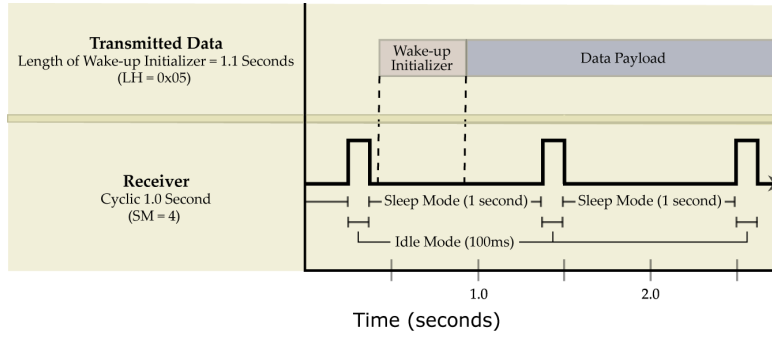 Transmitted Data
Length of Wake-up Initializer = 1.1 Seconds
(LH = 0x05)
Wake-up
Initializer
Data Payload
Receiver
Cyclic 1.0 Second
(SM = 4)
Sleep Mode (1 second)
Sleep Mode (1 second)
Idle Mode (100ms)
1.0
2.0
Time (seconds)